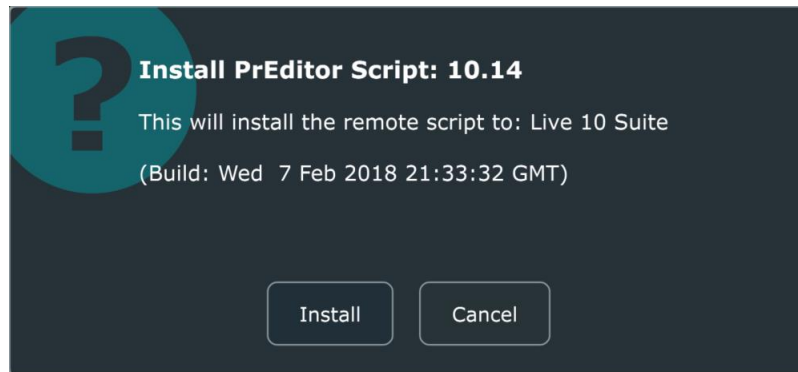 ?
Install PrEditor Script: 10.14
This will install the remote script to: Live 10 Suite
(Build: Wed  7 Feb 2018 21:33:32 GMT)
Install
Cancel